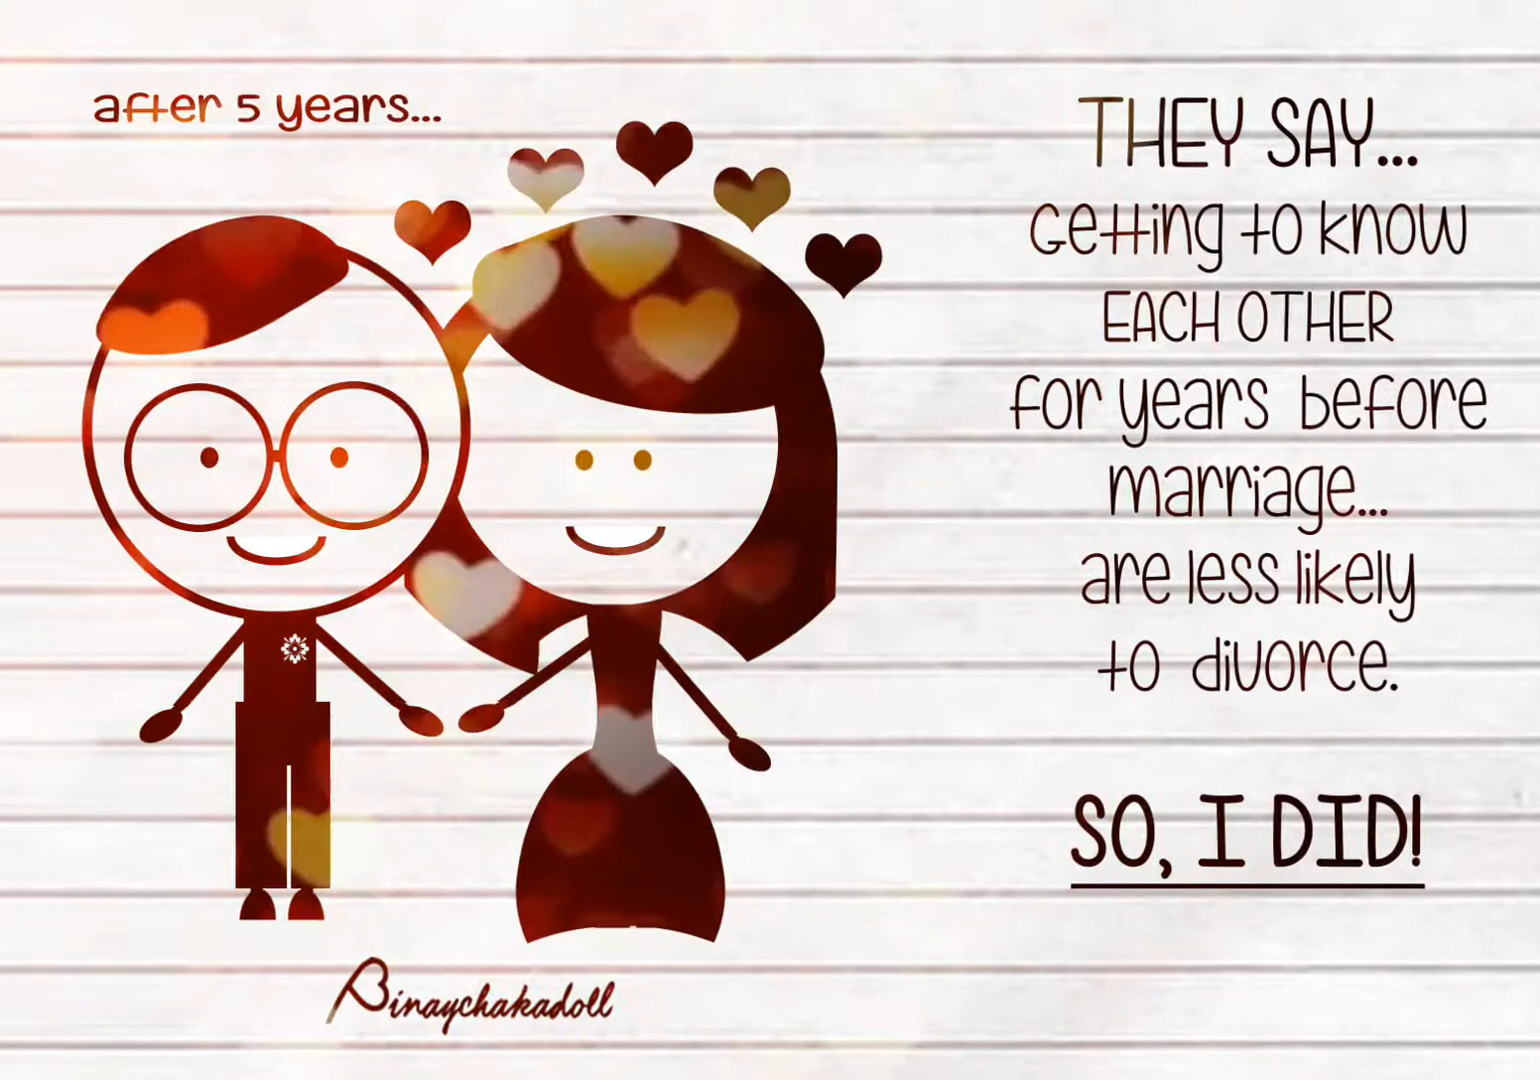 after 5 years...
THEY SAY...
Getting to know
EACH OTHER
for years before
marriage...
are less likely
to divorce.
SO, I DID!
Binaychakadoll